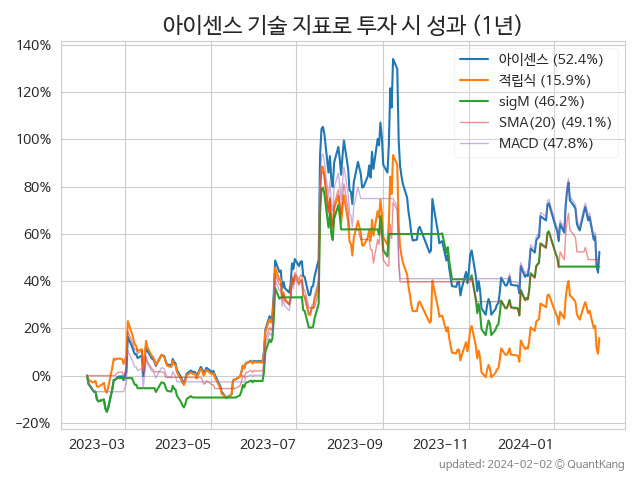 아이센스 기술 지표로 투자 시 성과 (1년)
140%
120%
100%
80%
60%
40%
20%
0%
−20%
아이센스 (52.4%)
적립식 (15.9%)
sigM (46.2%)
SMA(20) (49.1%)
MACD (47.8%)
2023-03 2023-05 2023-07 2023-09 2023-11 2024-01
updated: 2024-02-02 © QuantKang